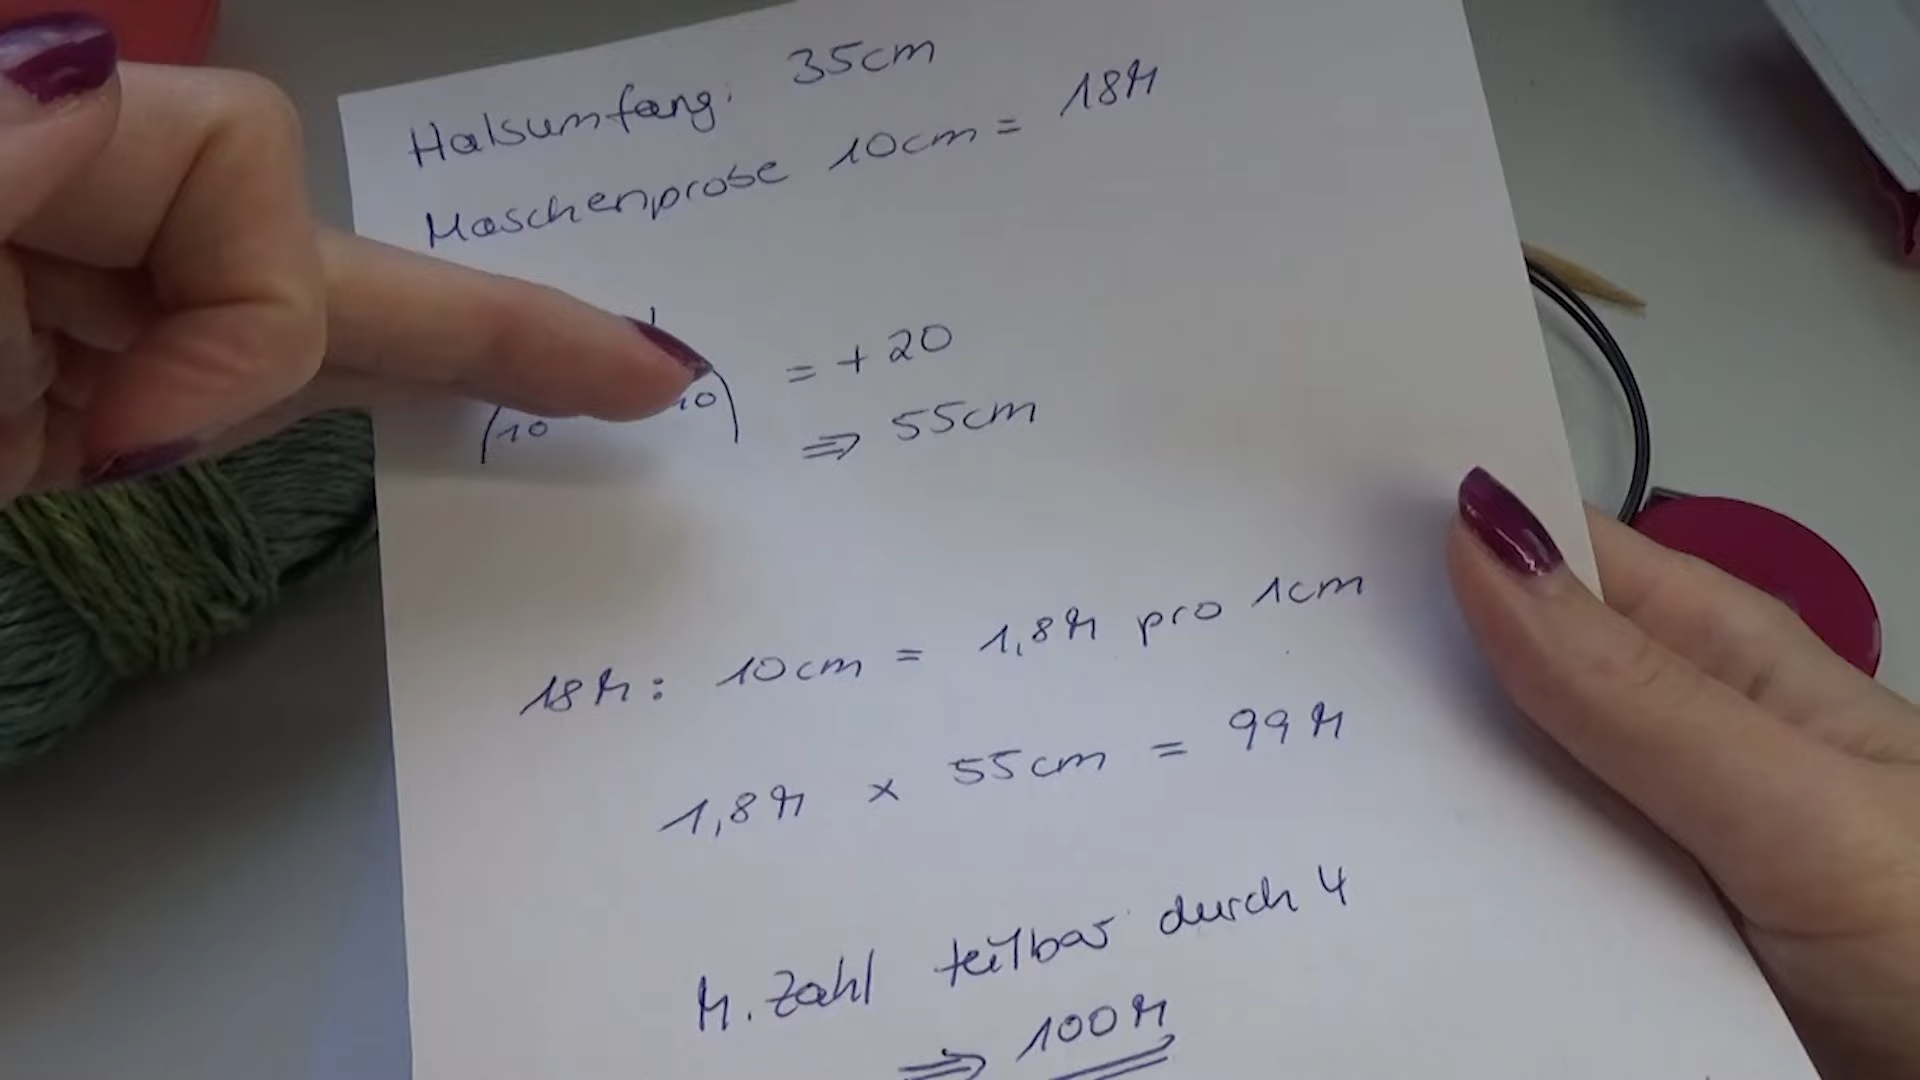 Halsumfang: 35cm
Maschenprobe 10cm = 18M
10 10 = + 20
⇒ 55cm
18M : 10cm = 1,8M pro 1cm
1,8M x 55cm = 99M
M. Zahl teilbar durch 4
⇒ 100M